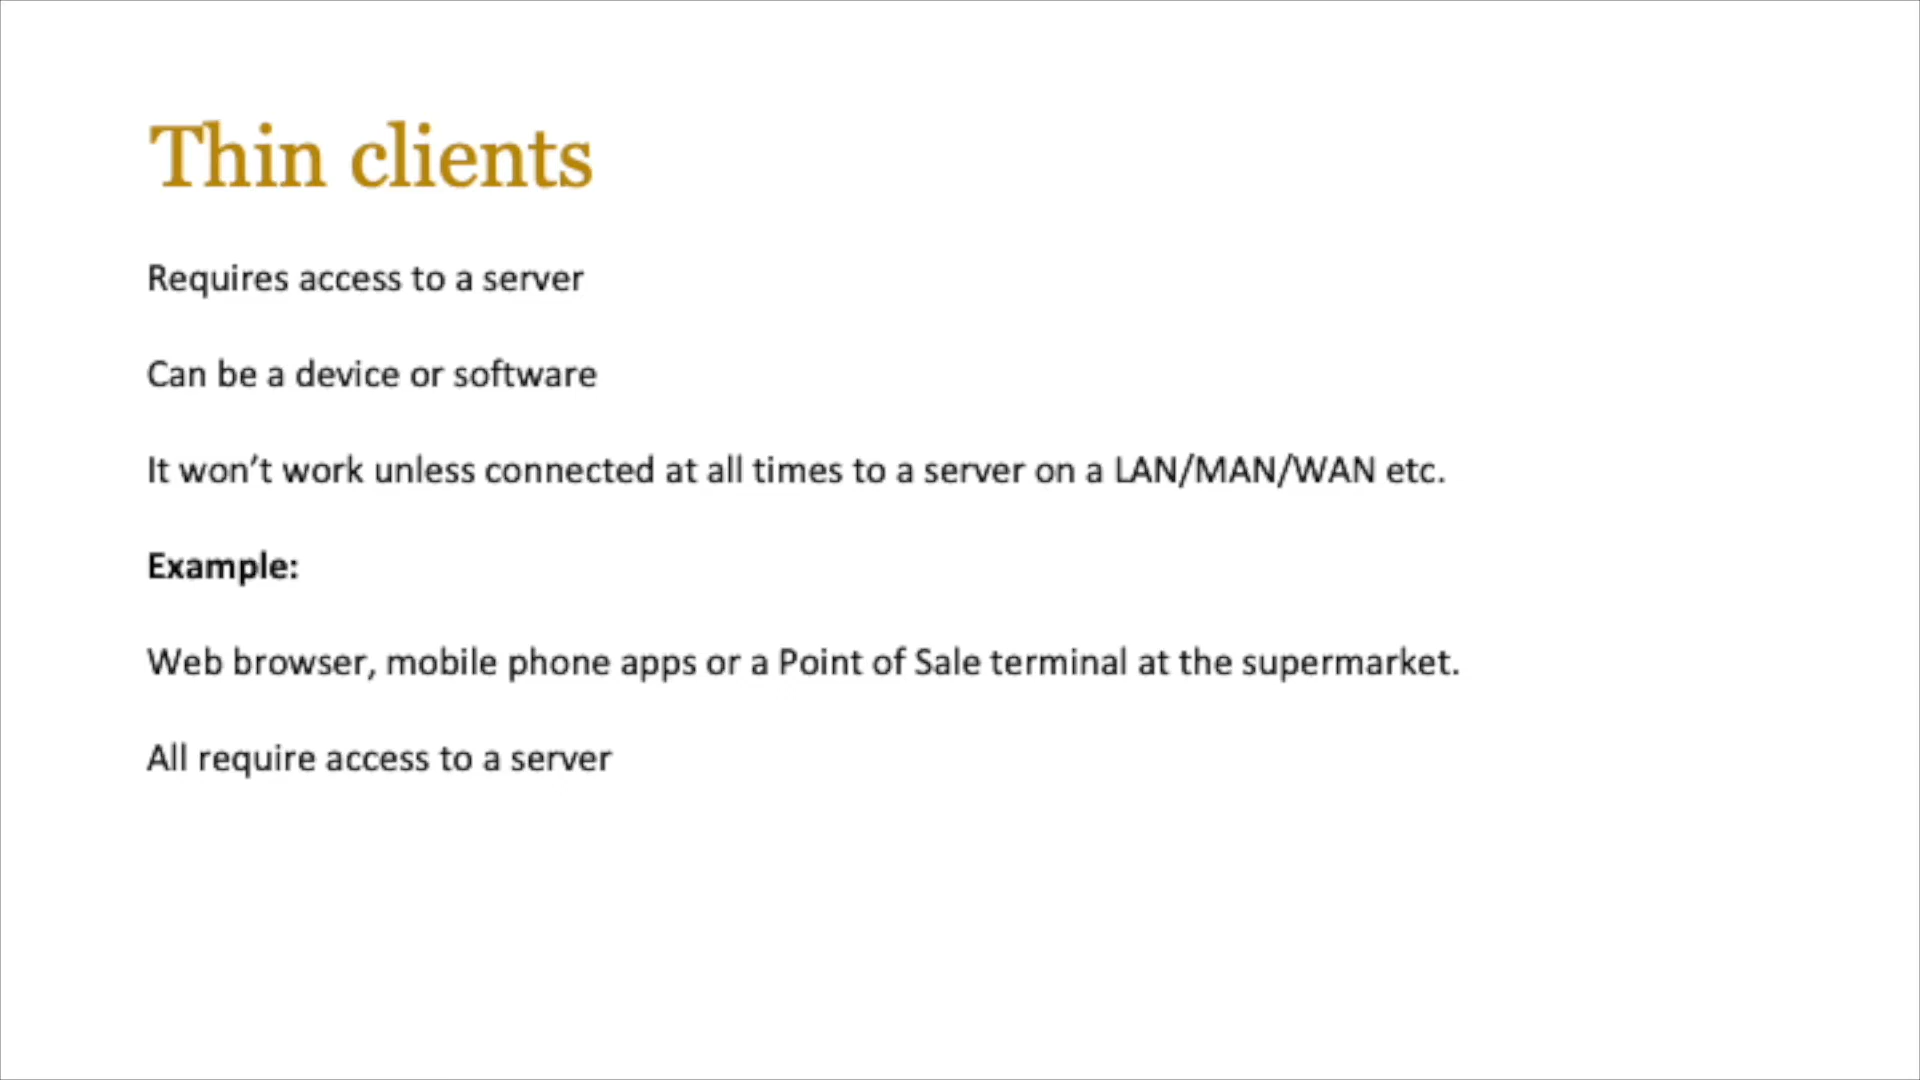 Thin clients
Requires access to a server
Can be a device or software
It won’t work unless connected at all times to a server on a LAN/MAN/WAN etc.
Example:
Web browser, mobile phone apps or a Point of Sale terminal at the supermarket.
All require access to a server